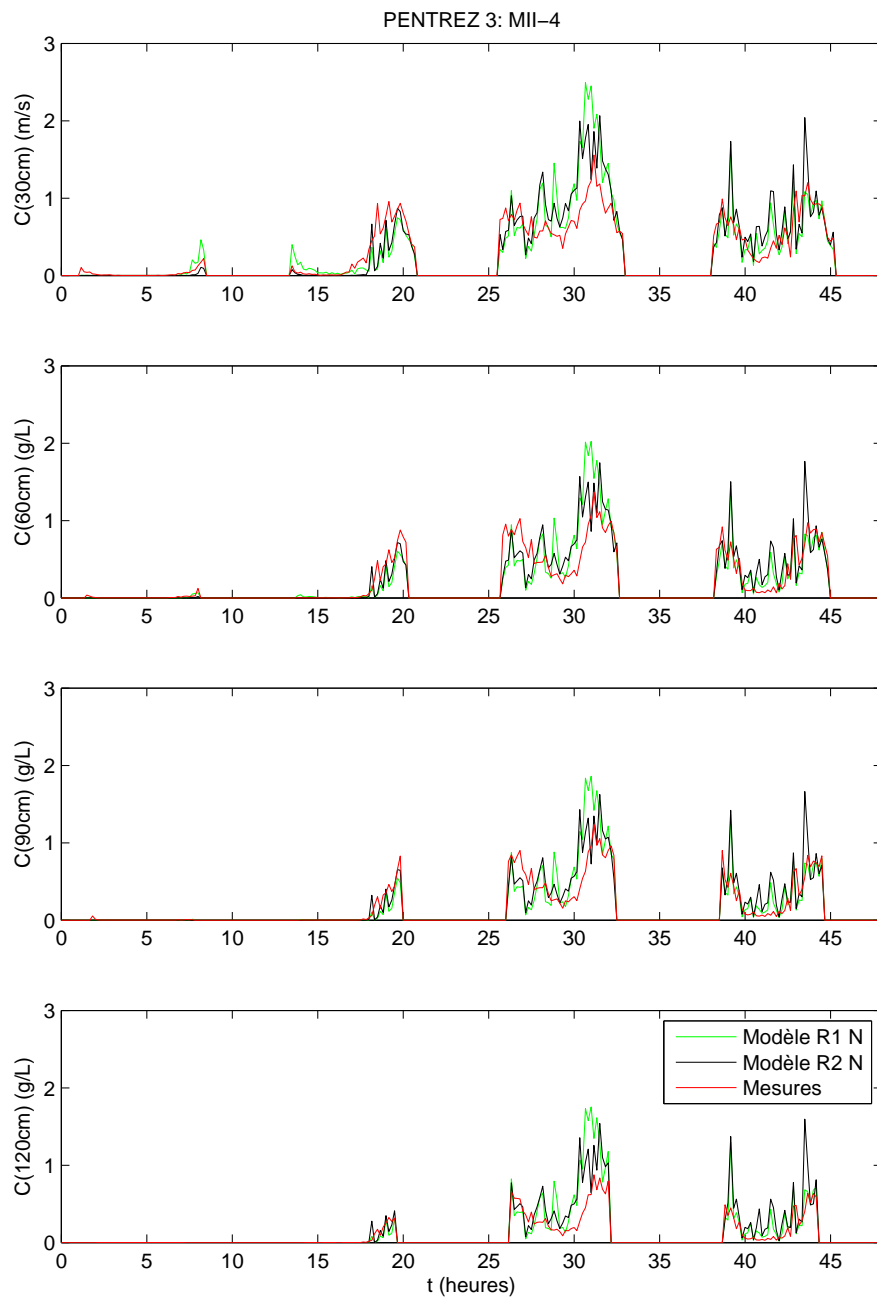 PENTREZ 3: MII−4
3
2
1
0
C(30cm) (m/s)
0 5 10 15 20 25 30 35 40 45
3
2
1
0
C(60cm) (g/L)
0 5 10 15 20 25 30 35 40 45
3
2
1
0
C(90cm) (g/L)
0 5 10 15 20 25 30 35 40 45
3
2
1
0
C(120cm) (g/L)
Modèle R1 N
Modèle R2 N
Mesures
0 5 10 15 20 25 30 35 40 45
t (heures)